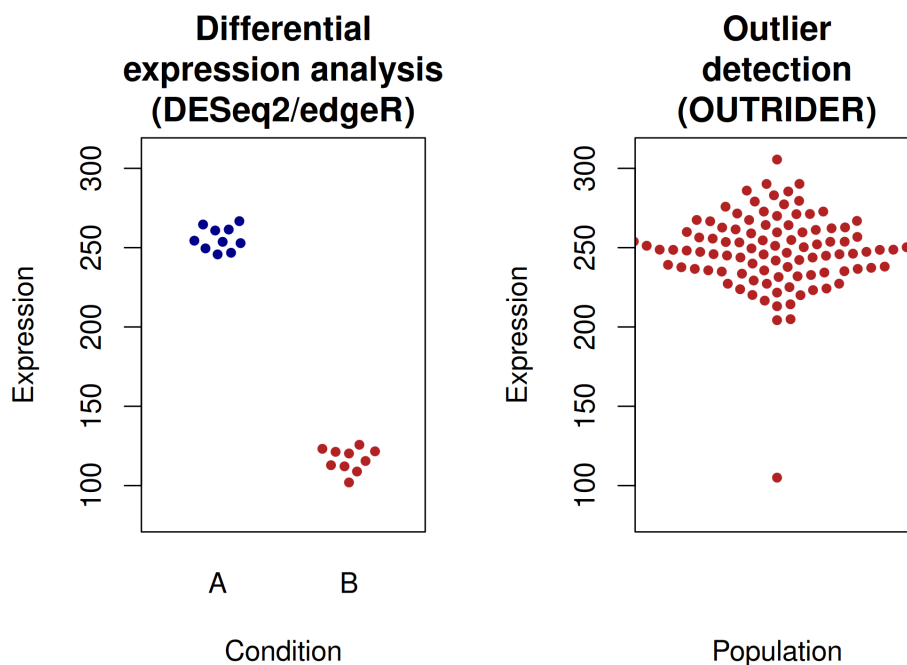 Differential
expression analysis
(DESeq2/edgeR)
Expression
300
250
200
150
100
A B
Condition
Outlier
detection
(OUTRIDER)
Expression
300
250
200
150
100
Population